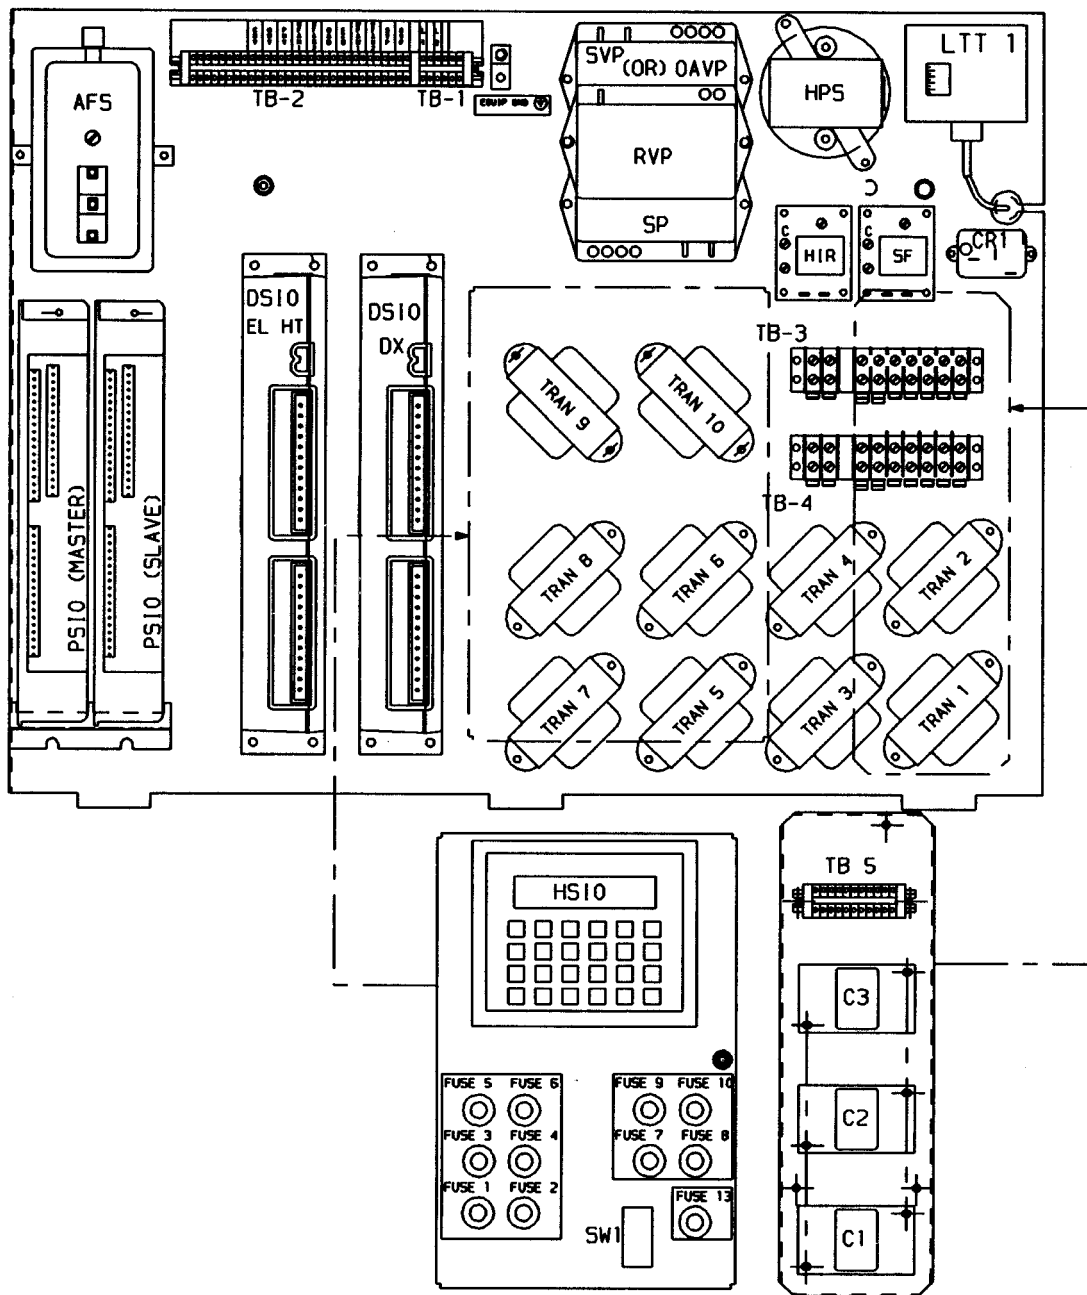 AFS
TB-2
TB-1
EQUIP GND
SVP
(OR) OAVP
RVP
SP
HPS
LTT 1
C
HIR
C
SF
CR1
DSIO
EL HT
DSIO
DX
PSIO (MASTER)
PSIO (SLAVE)
TB-3
TB-4
TRAN 9
TRAN 10
TRAN 8
TRAN 6
TRAN 4
TRAN 2
TRAN 7
TRAN 5
TRAN 3
TRAN 1
HSIO
FUSE 5 FUSE 6
FUSE 3 FUSE 4
FUSE 1 FUSE 2
FUSE 9 FUSE 10
FUSE 7 FUSE 8
FUSE 13
SW1
TB 5
C3
C2
C1